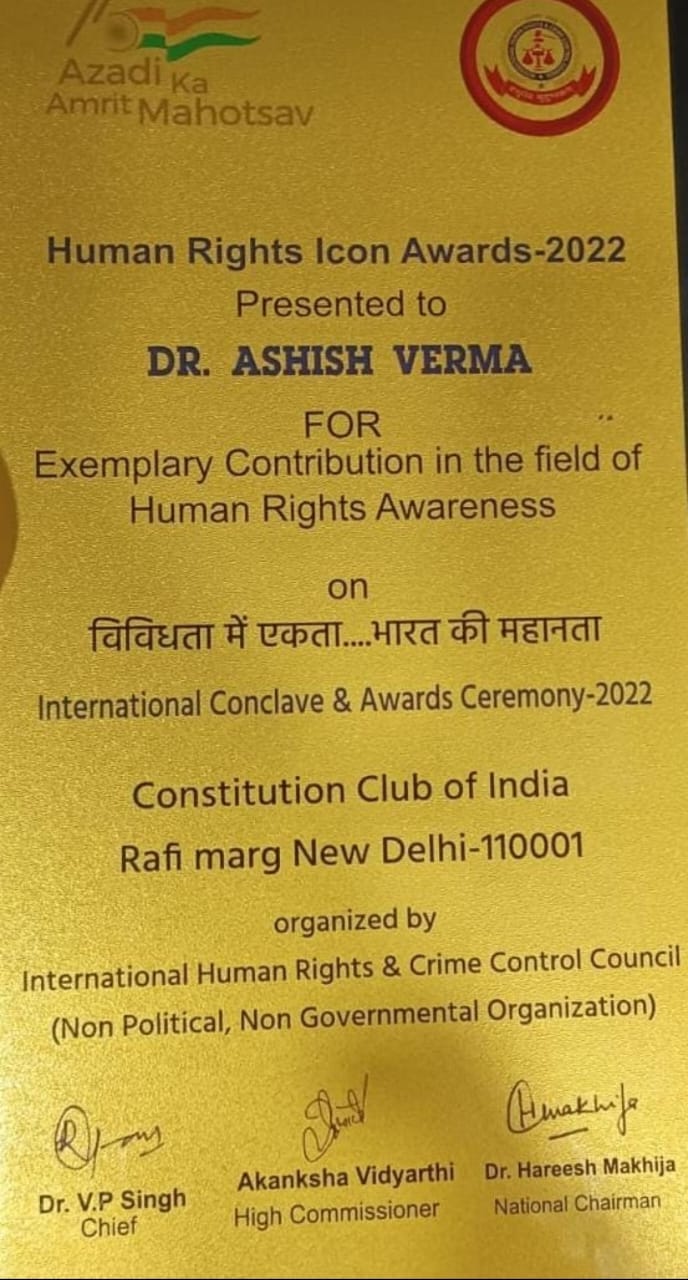 Azadi Ka
Amrit Mahotsav
Human Rights Icon Awards-2022
Presented to
DR. ASHISH VERMA
FOR
Exemplary Contribution in the field of
Human Rights Awareness
on
विविधता में एकता....भारत की महानता
International Conclave & Awards Ceremony-2022
Constitution Club of India
Rafi marg New Delhi-110001
organized by
International Human Rights & Crime Control Council
(Non Political, Non Governmental Organization)
Hmakhija
Dr. V.P Singh
Chief
Akanksha Vidyarthi
High Commissioner
Dr. Hareesh Makhija
National Chairman